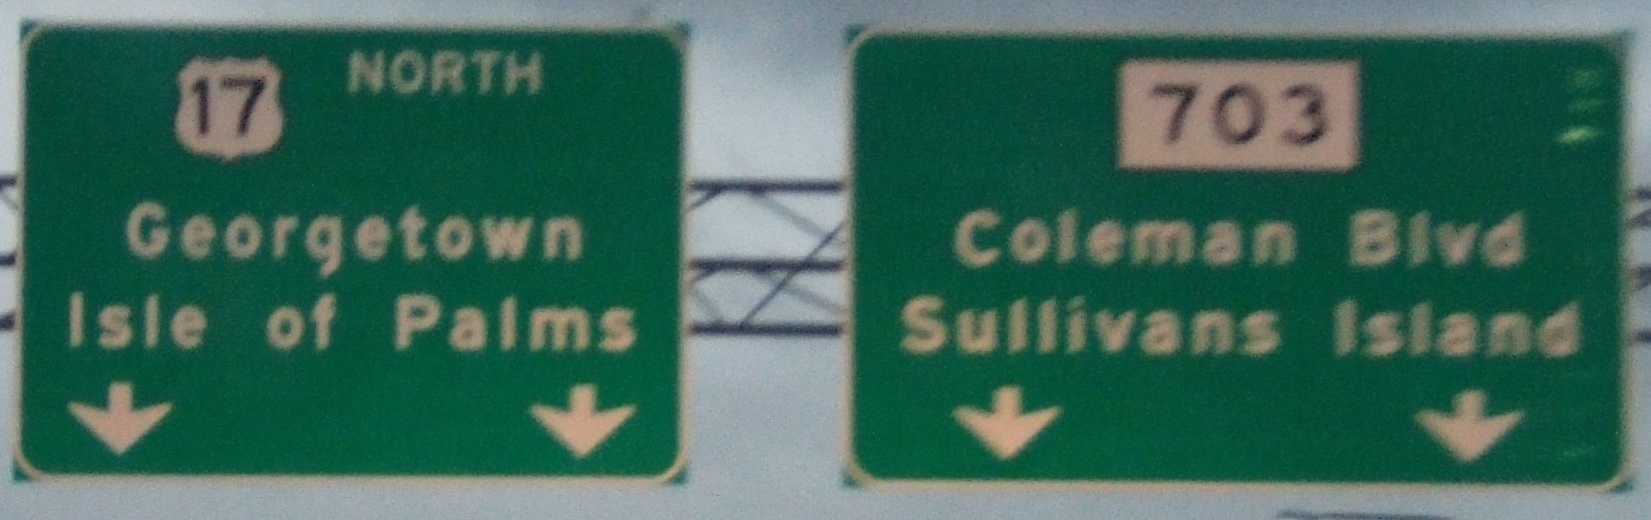 17 NORTH
Georgetown
Isle of Palms
703
Coleman Blvd
Sullivans Island